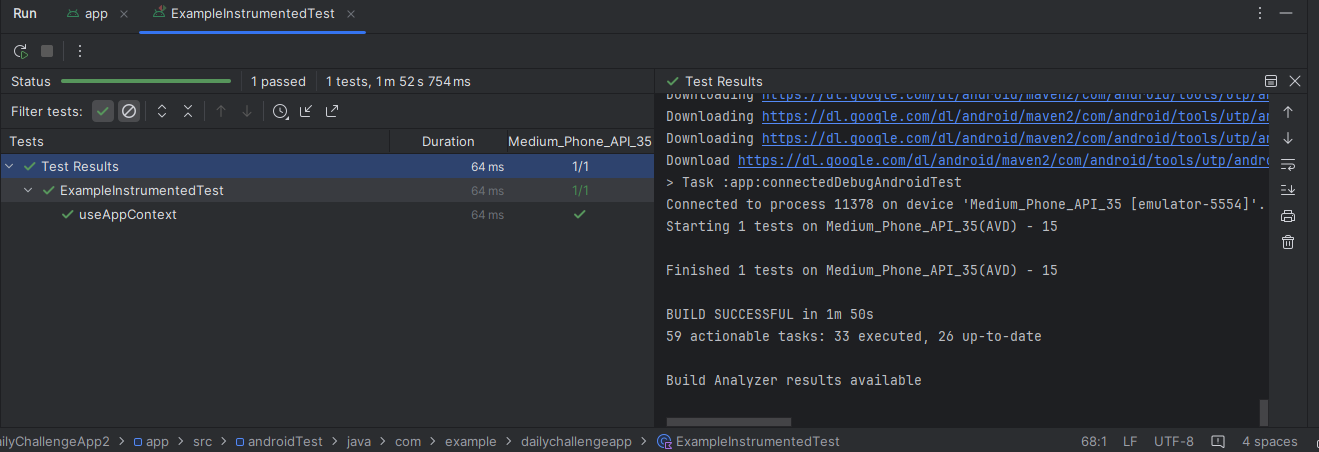 Run app ExampleInstrumentedTest
Status 1 passed 1 tests, 1 m 52 s 754 ms
Filter tests:
Tests Duration Medium_Phone_API_35
Test Results 64 ms 1/1
ExampleInstrumentedTest 64 ms 1/1
useAppContext 64 ms
Test Results
Downloading https://dl.google.com/dl/android/maven2/com/android/tools/utp/an
Downloading https://dl.google.com/dl/android/maven2/com/android/tools/utp/an
Downloading https://dl.google.com/dl/android/maven2/com/android/tools/utp/an
Download https://dl.google.com/dl/android/maven2/com/android/tools/utp/andro
> Task :app:connectedDebugAndroidTest
Connected to process 11378 on device 'Medium_Phone_API_35 [emulator-5554]'.
Starting 1 tests on Medium_Phone_API_35(AVD) - 15
Finished 1 tests on Medium_Phone_API_35(AVD) - 15
BUILD SUCCESSFUL in 1m 50s
59 actionable tasks: 33 executed, 26 up-to-date
Build Analyzer results available
ilyChallengeApp2 > app > src > androidTest > java > com > example > dailychallengeapp > ExampleInstrumentedTest 68:1 LF UTF-8 4 spaces